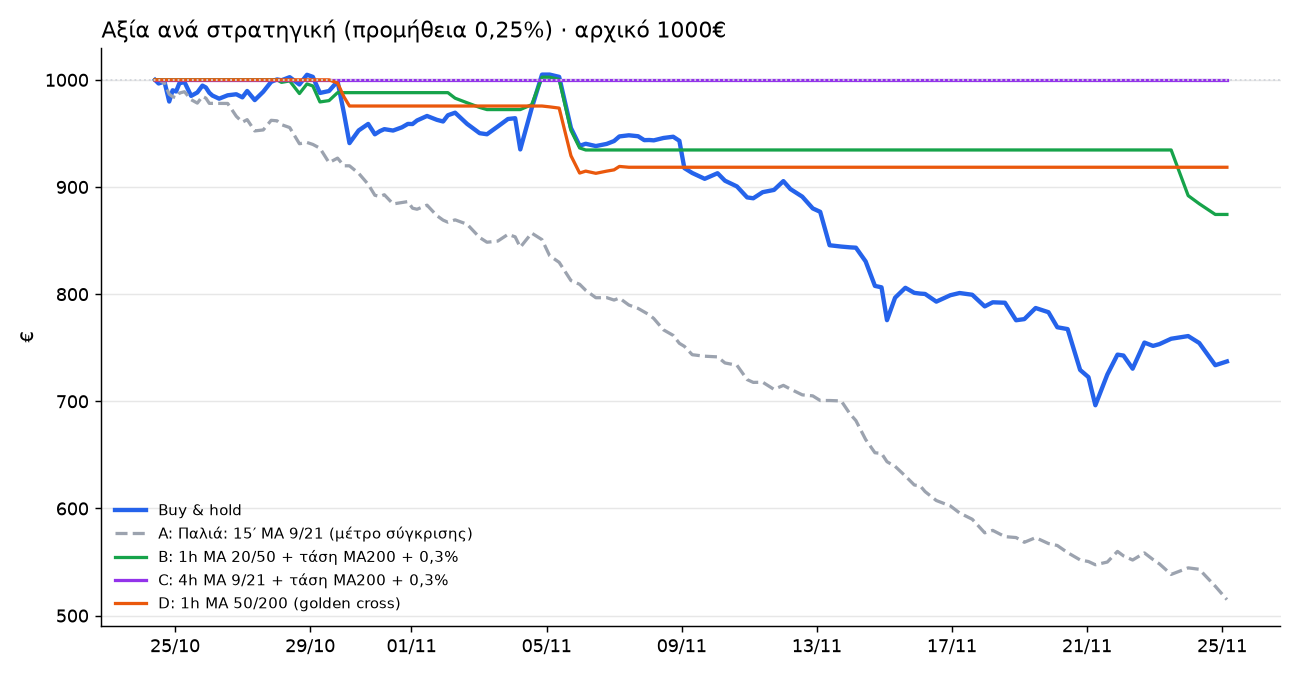 Αξία ανά στρατηγική (προμήθεια 0,25%) · αρχικό 1000€
1000
900
800
700
600
500
€
Buy & hold
A: Παλιά: 15΄ MA 9/21 (μέτρο σύγκρισης)
B: 1h MA 20/50 + τάση MA200 + 0,3%
C: 4h MA 9/21 + τάση MA200 + 0,3%
D: 1h MA 50/200 (golden cross)
25/10
29/10
01/11
05/11
09/11
13/11
17/11
21/11
25/11